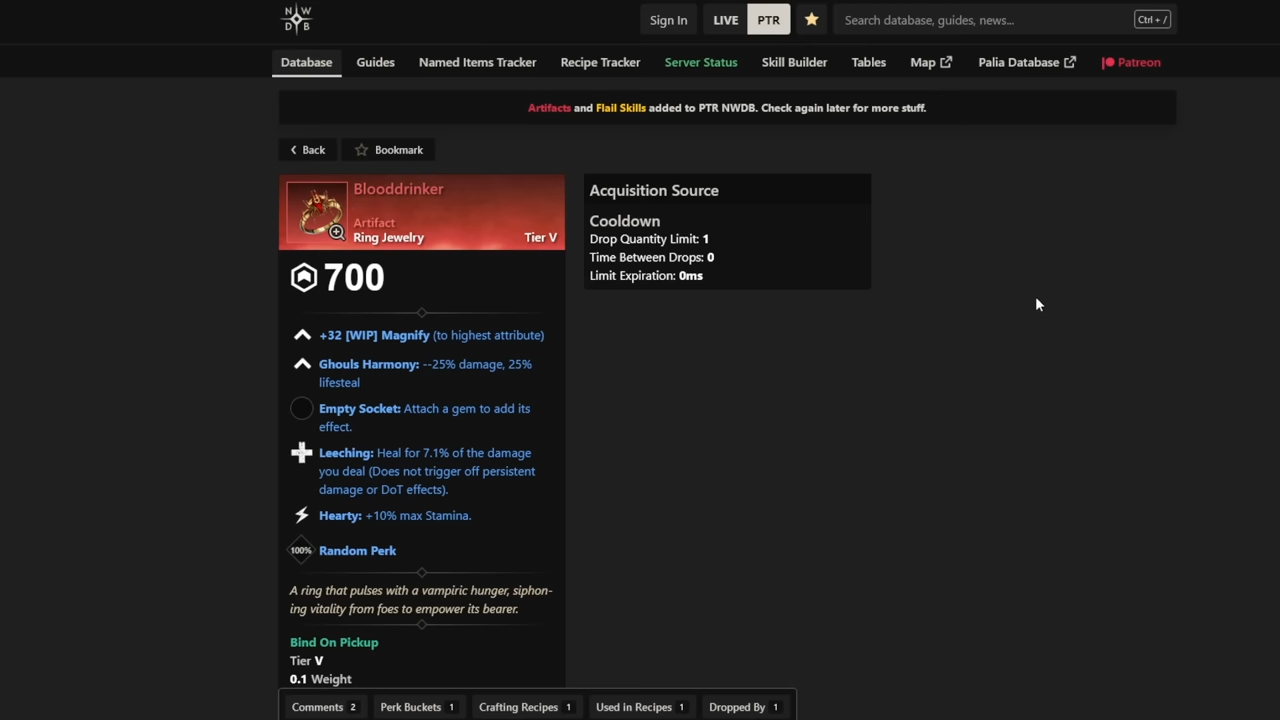 NW
DB
Sign In
LIVE
PTR
Search database, guides, news...
Ctrl + /
Database
Guides
Named Items Tracker
Recipe Tracker
Server Status
Skill Builder
Tables
Map
Palia Database
Patreon
Artifacts and Flail Skills added to PTR NWDB. Check again later for more stuff.
Back
Bookmark
Blooddrinker
Artifact
Ring Jewelry
Tier V
700
+32 [WIP] Magnify (to highest attribute)
Ghouls Harmony: --25% damage, 25%
lifesteal
Empty Socket: Attach a gem to add its
effect.
Leeching: Heal for 7.1% of the damage
you deal (Does not trigger off persistent
damage or DoT effects).
Hearty: +10% max Stamina.
100% Random Perk
A ring that pulses with a vampiric hunger, siphon-
ing vitality from foes to empower its bearer.
Bind On Pickup
Tier V
0.1 Weight
Acquisition Source
Cooldown
Drop Quantity Limit: 1
Time Between Drops: 0
Limit Expiration: 0ms
Comments 2
Perk Buckets 1
Crafting Recipes 1
Used in Recipes 1
Dropped By 1